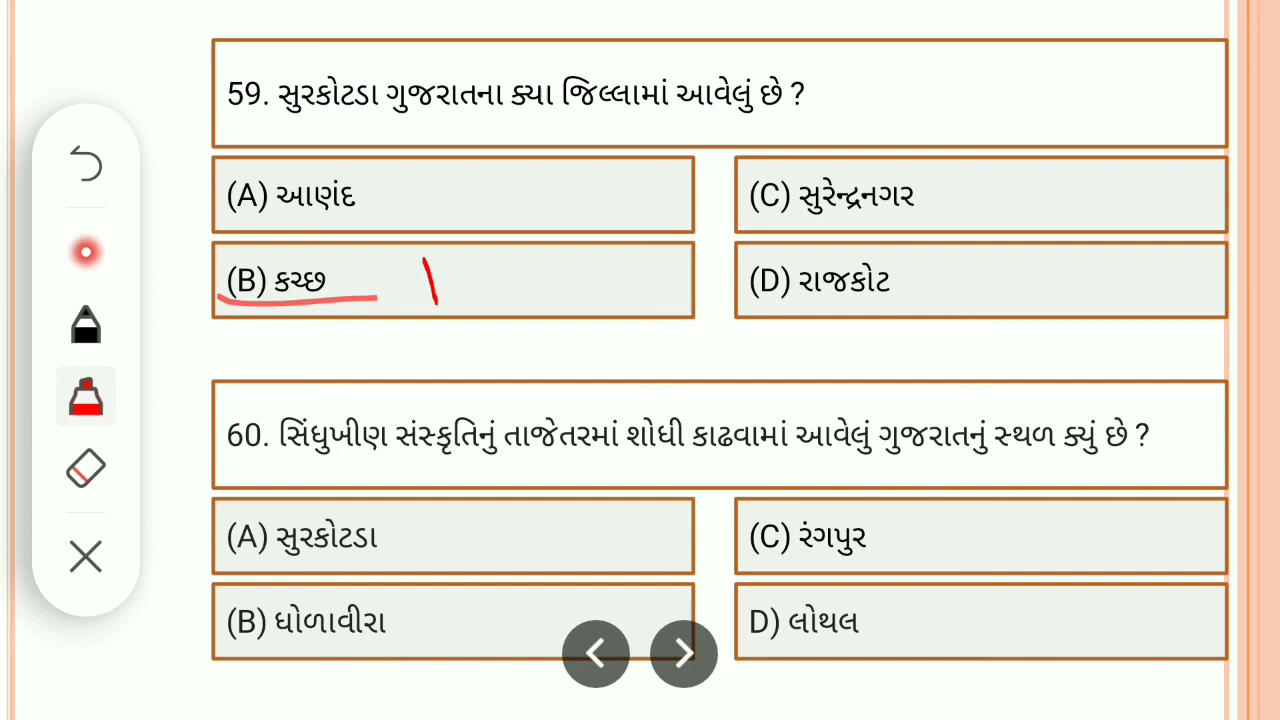 59. સુરકોટડા ગુજરાતના ક્યા જિલ્લામાં આવેલું છે ?
(A) આણંદ
(C) સુરેન્દ્રનગર
(B) કચ્છ
(D) રાજકોટ
60. સિંધુખીણ સંસ્કૃતિનું તાજેતરમાં શોધી કાઢવામાં આવેલું ગુજરાતનું સ્થળ ક્યું છે ?
(A) સુરકોટડા
(C) રંગપુર
(B) ધોળાવીરા
D) લોથલ